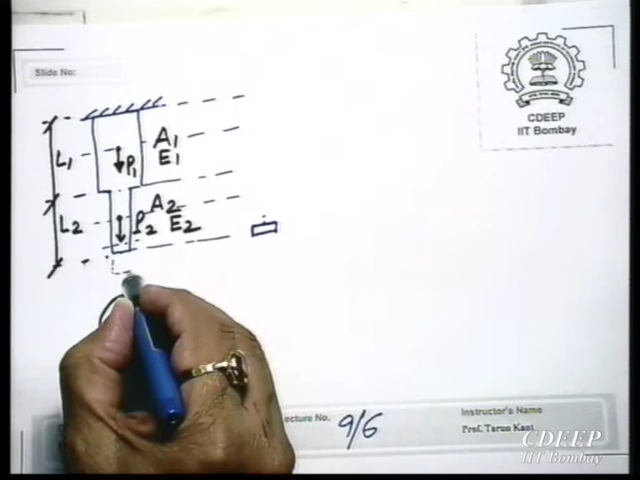 Slide No:
CDEEP
IIT Bombay
L1
A1
E1
P1
L2
A2
E2
P2
Lecture No.
9/6
Instructor's Name
Prof. Tarun Kant
CDEEP
IIT Bombay